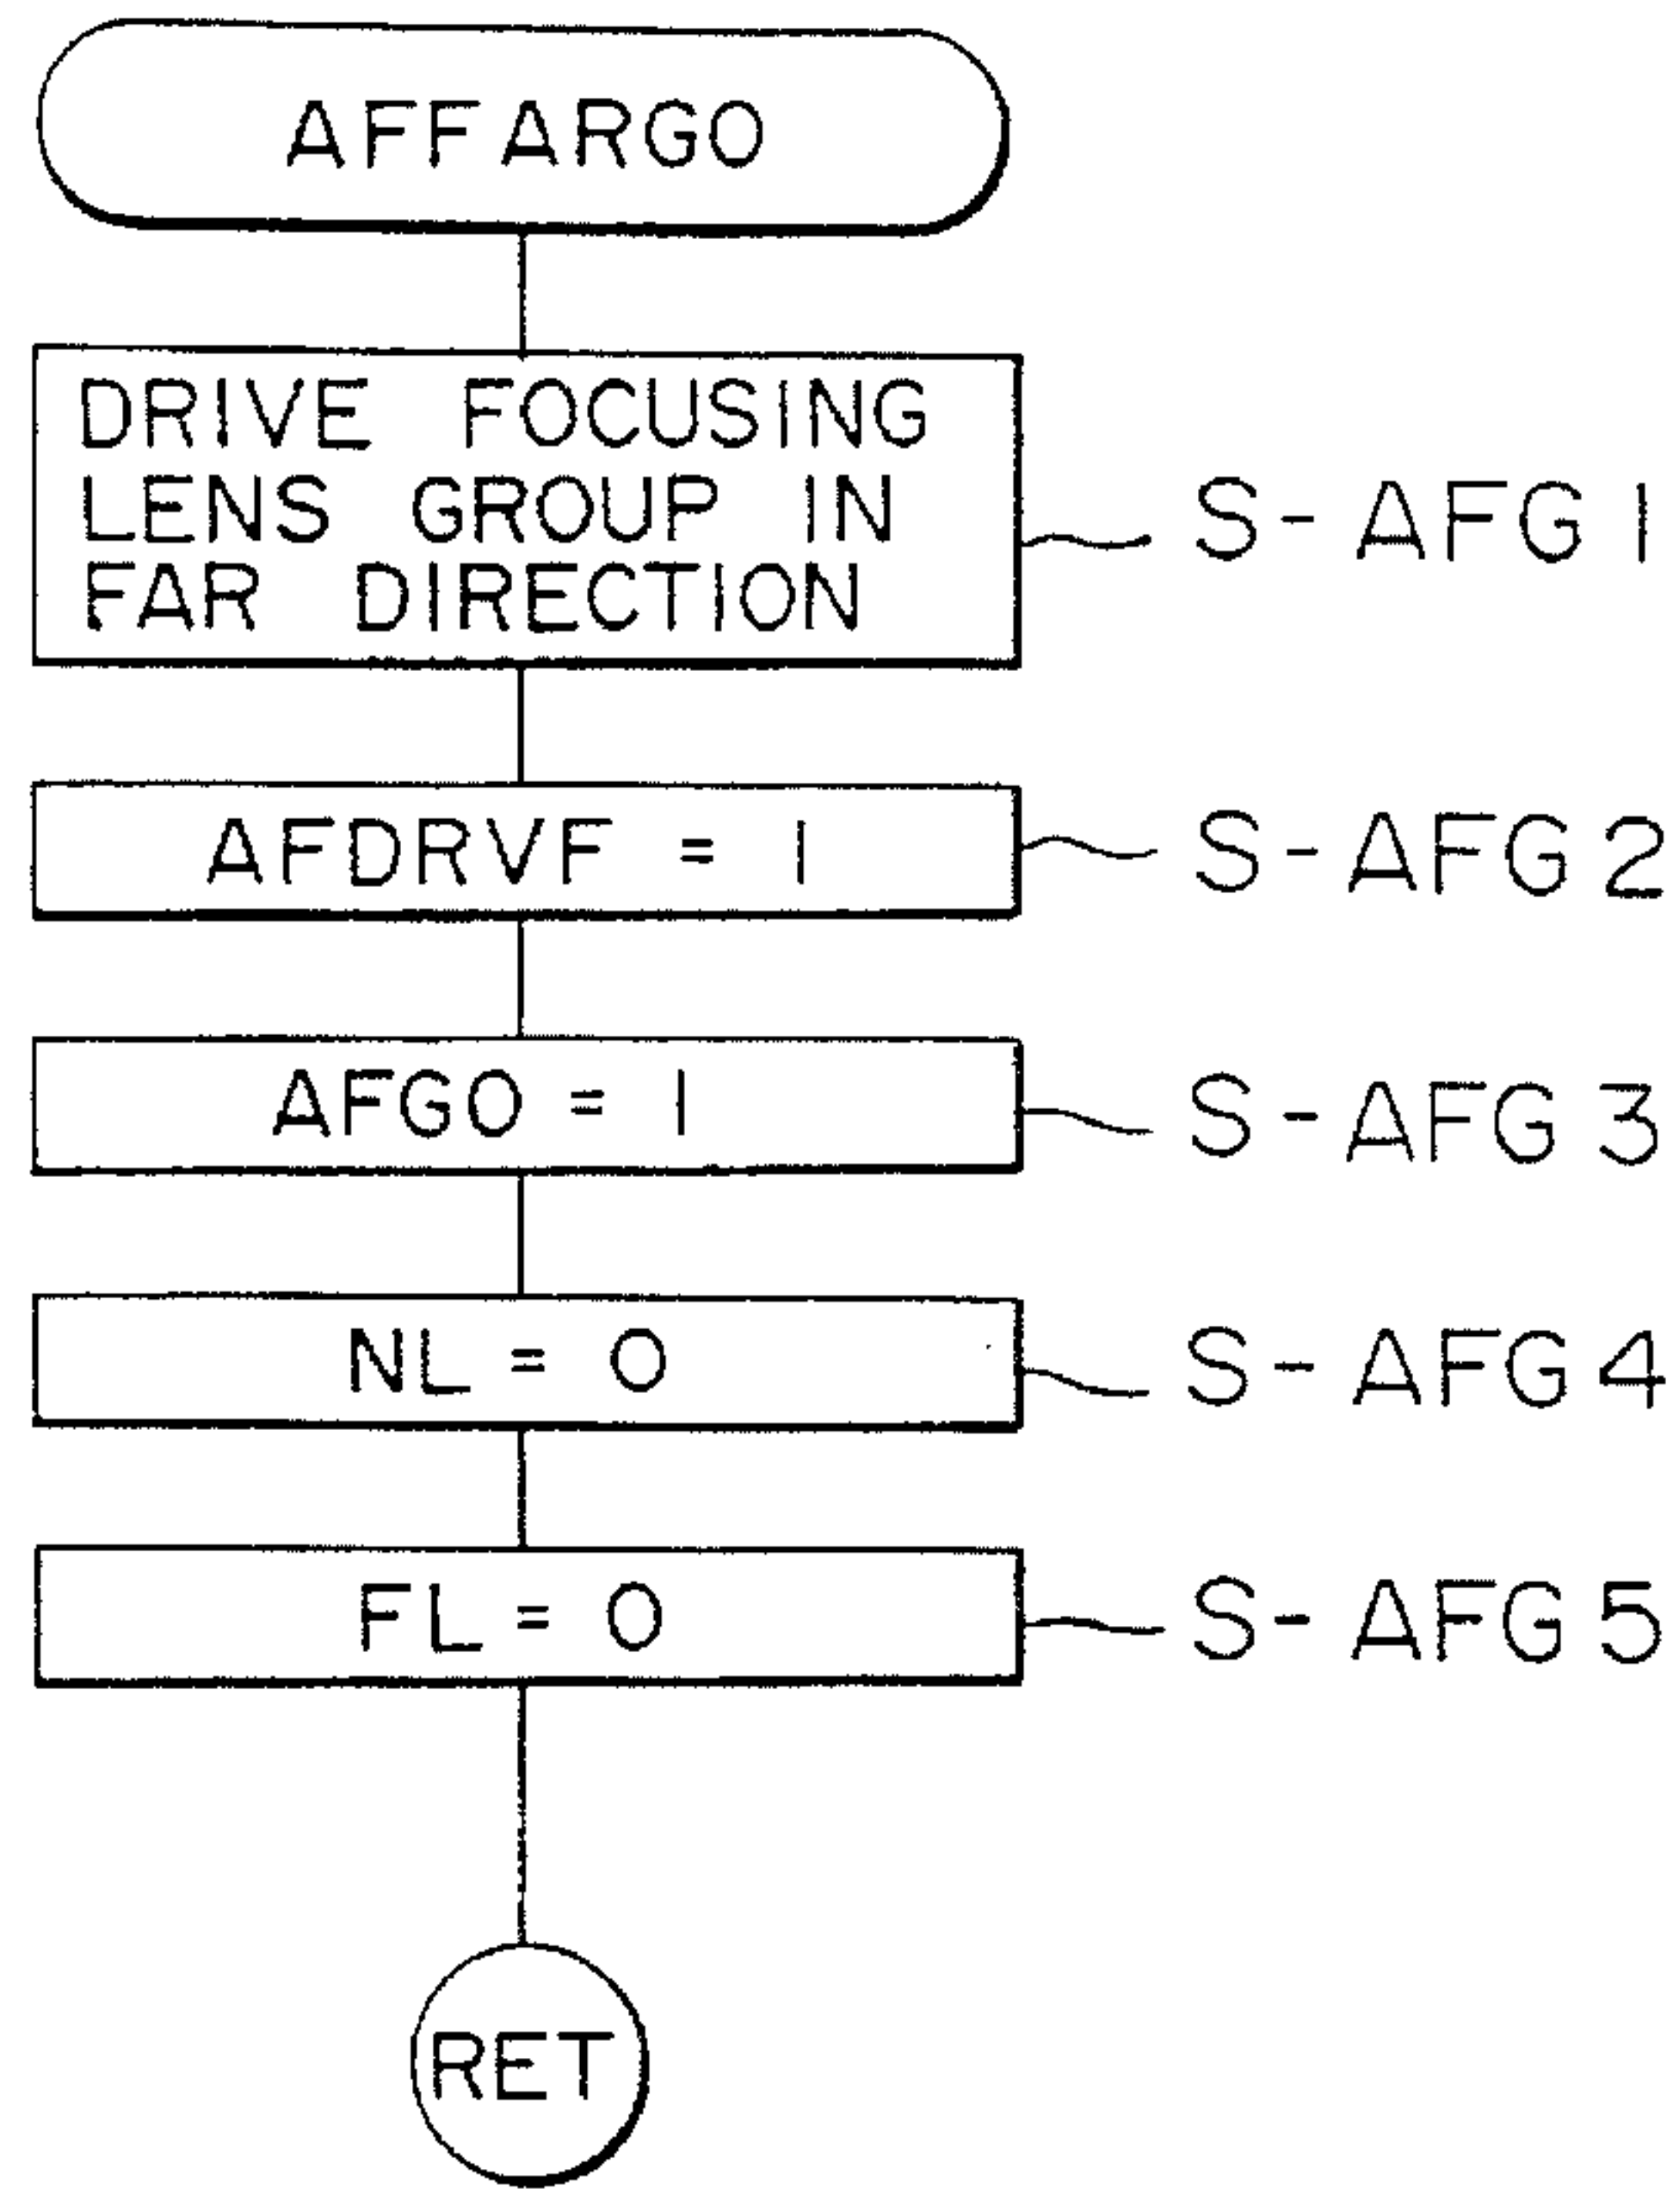 AFFARGO
DRIVE FOCUSING
LENS GROUP IN
FAR DIRECTION
S-AFG1
AFDRVF = 1
S-AFG2
AFGO = 1
S-AFG3
NL = 0
S-AFG4
FL = 0
S-AFG5
RET